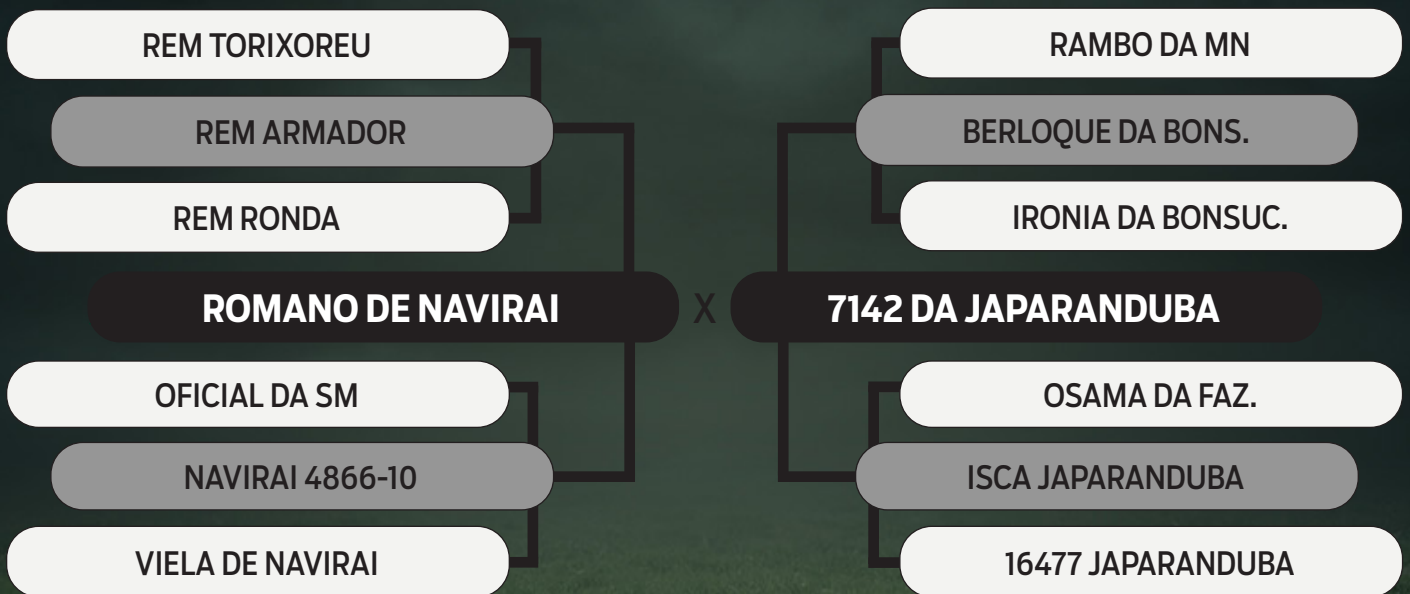 REM TORIXOREU
REM ARMADOR
REM RONDA
ROMANO DE NAVIRAI
OFICIAL DA SM
NAVIRAI 4866-10
VIELA DE NAVIRAI
X
RAMBO DA MN
BERLOQUE DA BONS.
IRONIA DA BONSUC.
7142 DA JAPARANDUBA
OSAMA DA FAZ.
ISCA JAPARANDUBA
16477 JAPARANDUBA